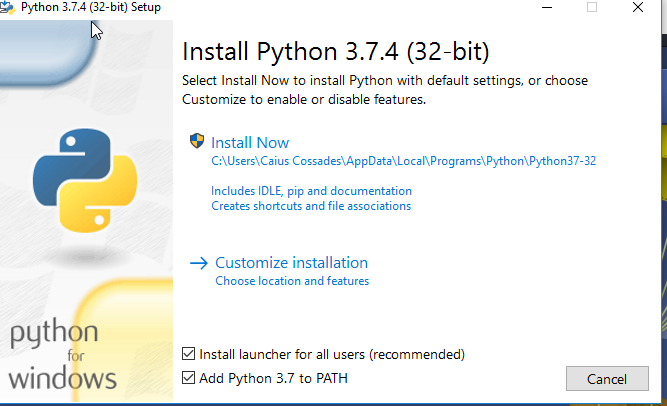 Python 3.7.4 (32-bit) Setup
Install Python 3.7.4 (32-bit)
Select Install Now to install Python with default settings, or choose
Customize to enable or disable features.
Install Now
C:\Users\Caius Cossades\AppData\Local\Programs\Python\Python37-32
Includes IDLE, pip and documentation
Creates shortcuts and file associations
Customize installation
Choose location and features
python
for
windows
Install launcher for all users (recommended)
Add Python 3.7 to PATH
Cancel